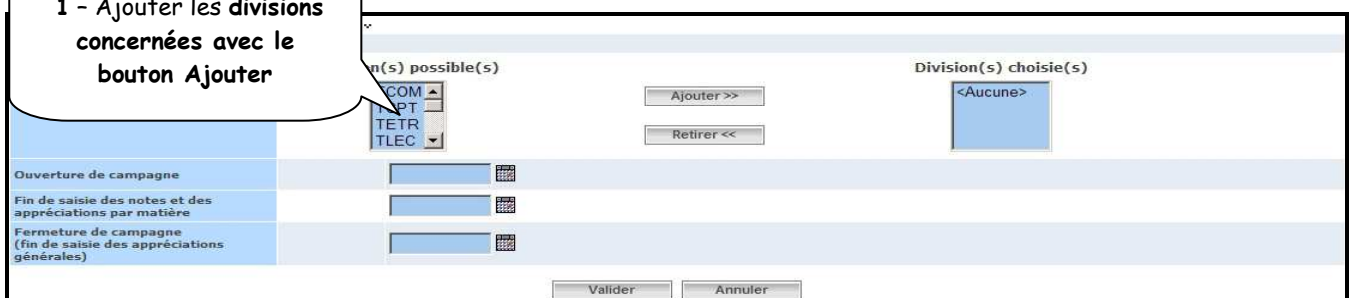 1 – Ajouter les divisions
concernées avec le
bouton Ajouter
n(s) possible(s)
Division(s) choisie(s)
COM
TETR
TLEC
Ajouter >>
Retirer <<
<Aucune>
Ouverture de campagne
Fin de saisie des notes et des
appréciations par matière
Fermeture de campagne
(fin de saisie des appréciations
générales)
Valider
Annuler